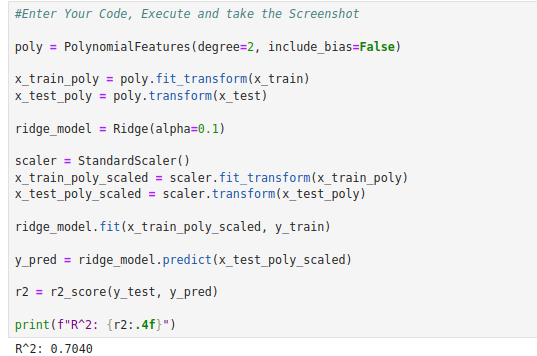 #Enter Your Code, Execute and take the Screenshot
poly = PolynomialFeatures(degree=2, include_bias=False)
x_train_poly = poly.fit_transform(x_train)
x_test_poly = poly.transform(x_test)
ridge_model = Ridge(alpha=0.1)
scaler = StandardScaler()
x_train_poly_scaled = scaler.fit_transform(x_train_poly)
x_test_poly_scaled = scaler.transform(x_test_poly)
ridge_model.fit(x_train_poly_scaled, y_train)
y_pred = ridge_model.predict(x_test_poly_scaled)
r2 = r2_score(y_test, y_pred)
print(f"R^2: {r2:.4f}")
R^2: 0.7040